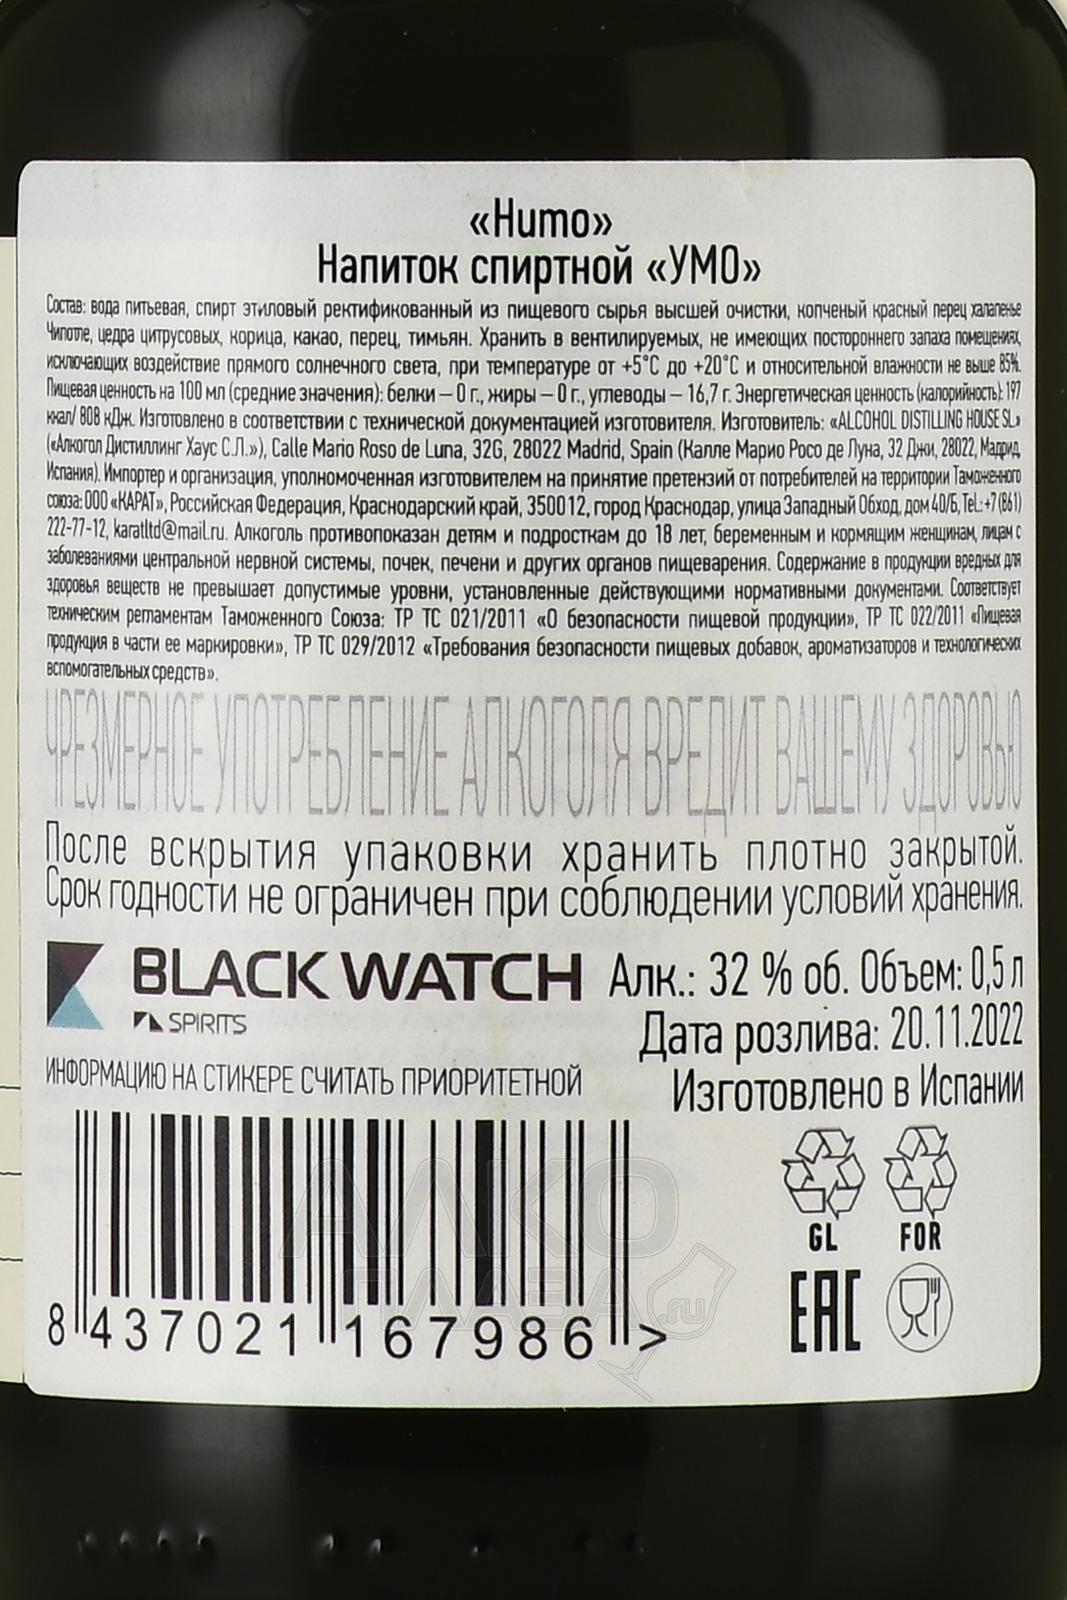 «Humo»
Напиток спиртной «УМО»
Состав: вода питьевая, спирт этиловый ректификованный из пищевого сырья высшей очистки, копченый красный перец халапенье
Чипотле, цедра цитрусовых, корица, какао, перец, тимьян. Хранить в вентилируемых, не имеющих постороннего запаха помещениях,
исключающих воздействие прямого солнечного света, при температуре от +5°С до +20°С и относительной влажности не выше 85%.
Пищевая ценность на 100 мл (средние значения): белки – 0 г., жиры – 0 г., углеводы – 16,7 г. Энергетическая ценность (калорийность): 197
ккал/ 808 кДж. Изготовлено в соответствии с технической документацией изготовителя. Изготовитель: «ALCOHOL DISTILLING HOUSE SL»
(«Алкогол Дистиллинг Хаус С.Л.»), Calle Mario Roso de Luna, 32G, 28022 Madrid, Spain (Калле Марио Росо де Луна, 32 Джи, 28022, Мадрид,
Испания). Импортер и организация, уполномоченная изготовителем на принятие претензий от потребителей на территории Таможенного
союза: ООО «КАРАТ», Российская Федерация, Краснодарский край, 350012, город Краснодар, улица Западный Обход, дом 40/Б, Tel.: +7 (861)
222-77-12, karatltd@mail.ru. Алкоголь противопоказан детям и подросткам до 18 лет, беременным и кормящим женщинам, лицам с
заболеваниями центральной нервной системы, почек, печени и других органов пищеварения. Содержание в продукции вредных для
здоровья веществ не превышает допустимые уровни, установленные действующими нормативными документами. Соответствует
техническим регламентам Таможенного Союза: ТР ТС 021/2011 «О безопасности пищевой продукции», ТР ТС 022/2011 «Пищевая
продукция в части ее маркировки», ТР ТС 029/2012 «Требования безопасности пищевых добавок, ароматизаторов и технологических
вспомогательных средств».
ЧРЕЗМЕРНОЕ УПОТРЕБЛЕНИЕ АЛКОГОЛЯ ВРЕДИТ ВАШЕМУ ЗДОРОВЬЮ
После вскрытия упаковки хранить плотно закрытой.
Срок годности не ограничен при соблюдении условий хранения.
BLACK WATCH
SPIRITS
Алк.: 32 % об. Объем: 0,5 л
Дата розлива: 20.11.2022
Изготовлено в Испании
ИНФОРМАЦИЮ НА СТИКЕРЕ СЧИТАТЬ ПРИОРИТЕТНОЙ
GL FOR
EAC
8 437021 167986 >
АЛКО
ПЛАЗА.ru